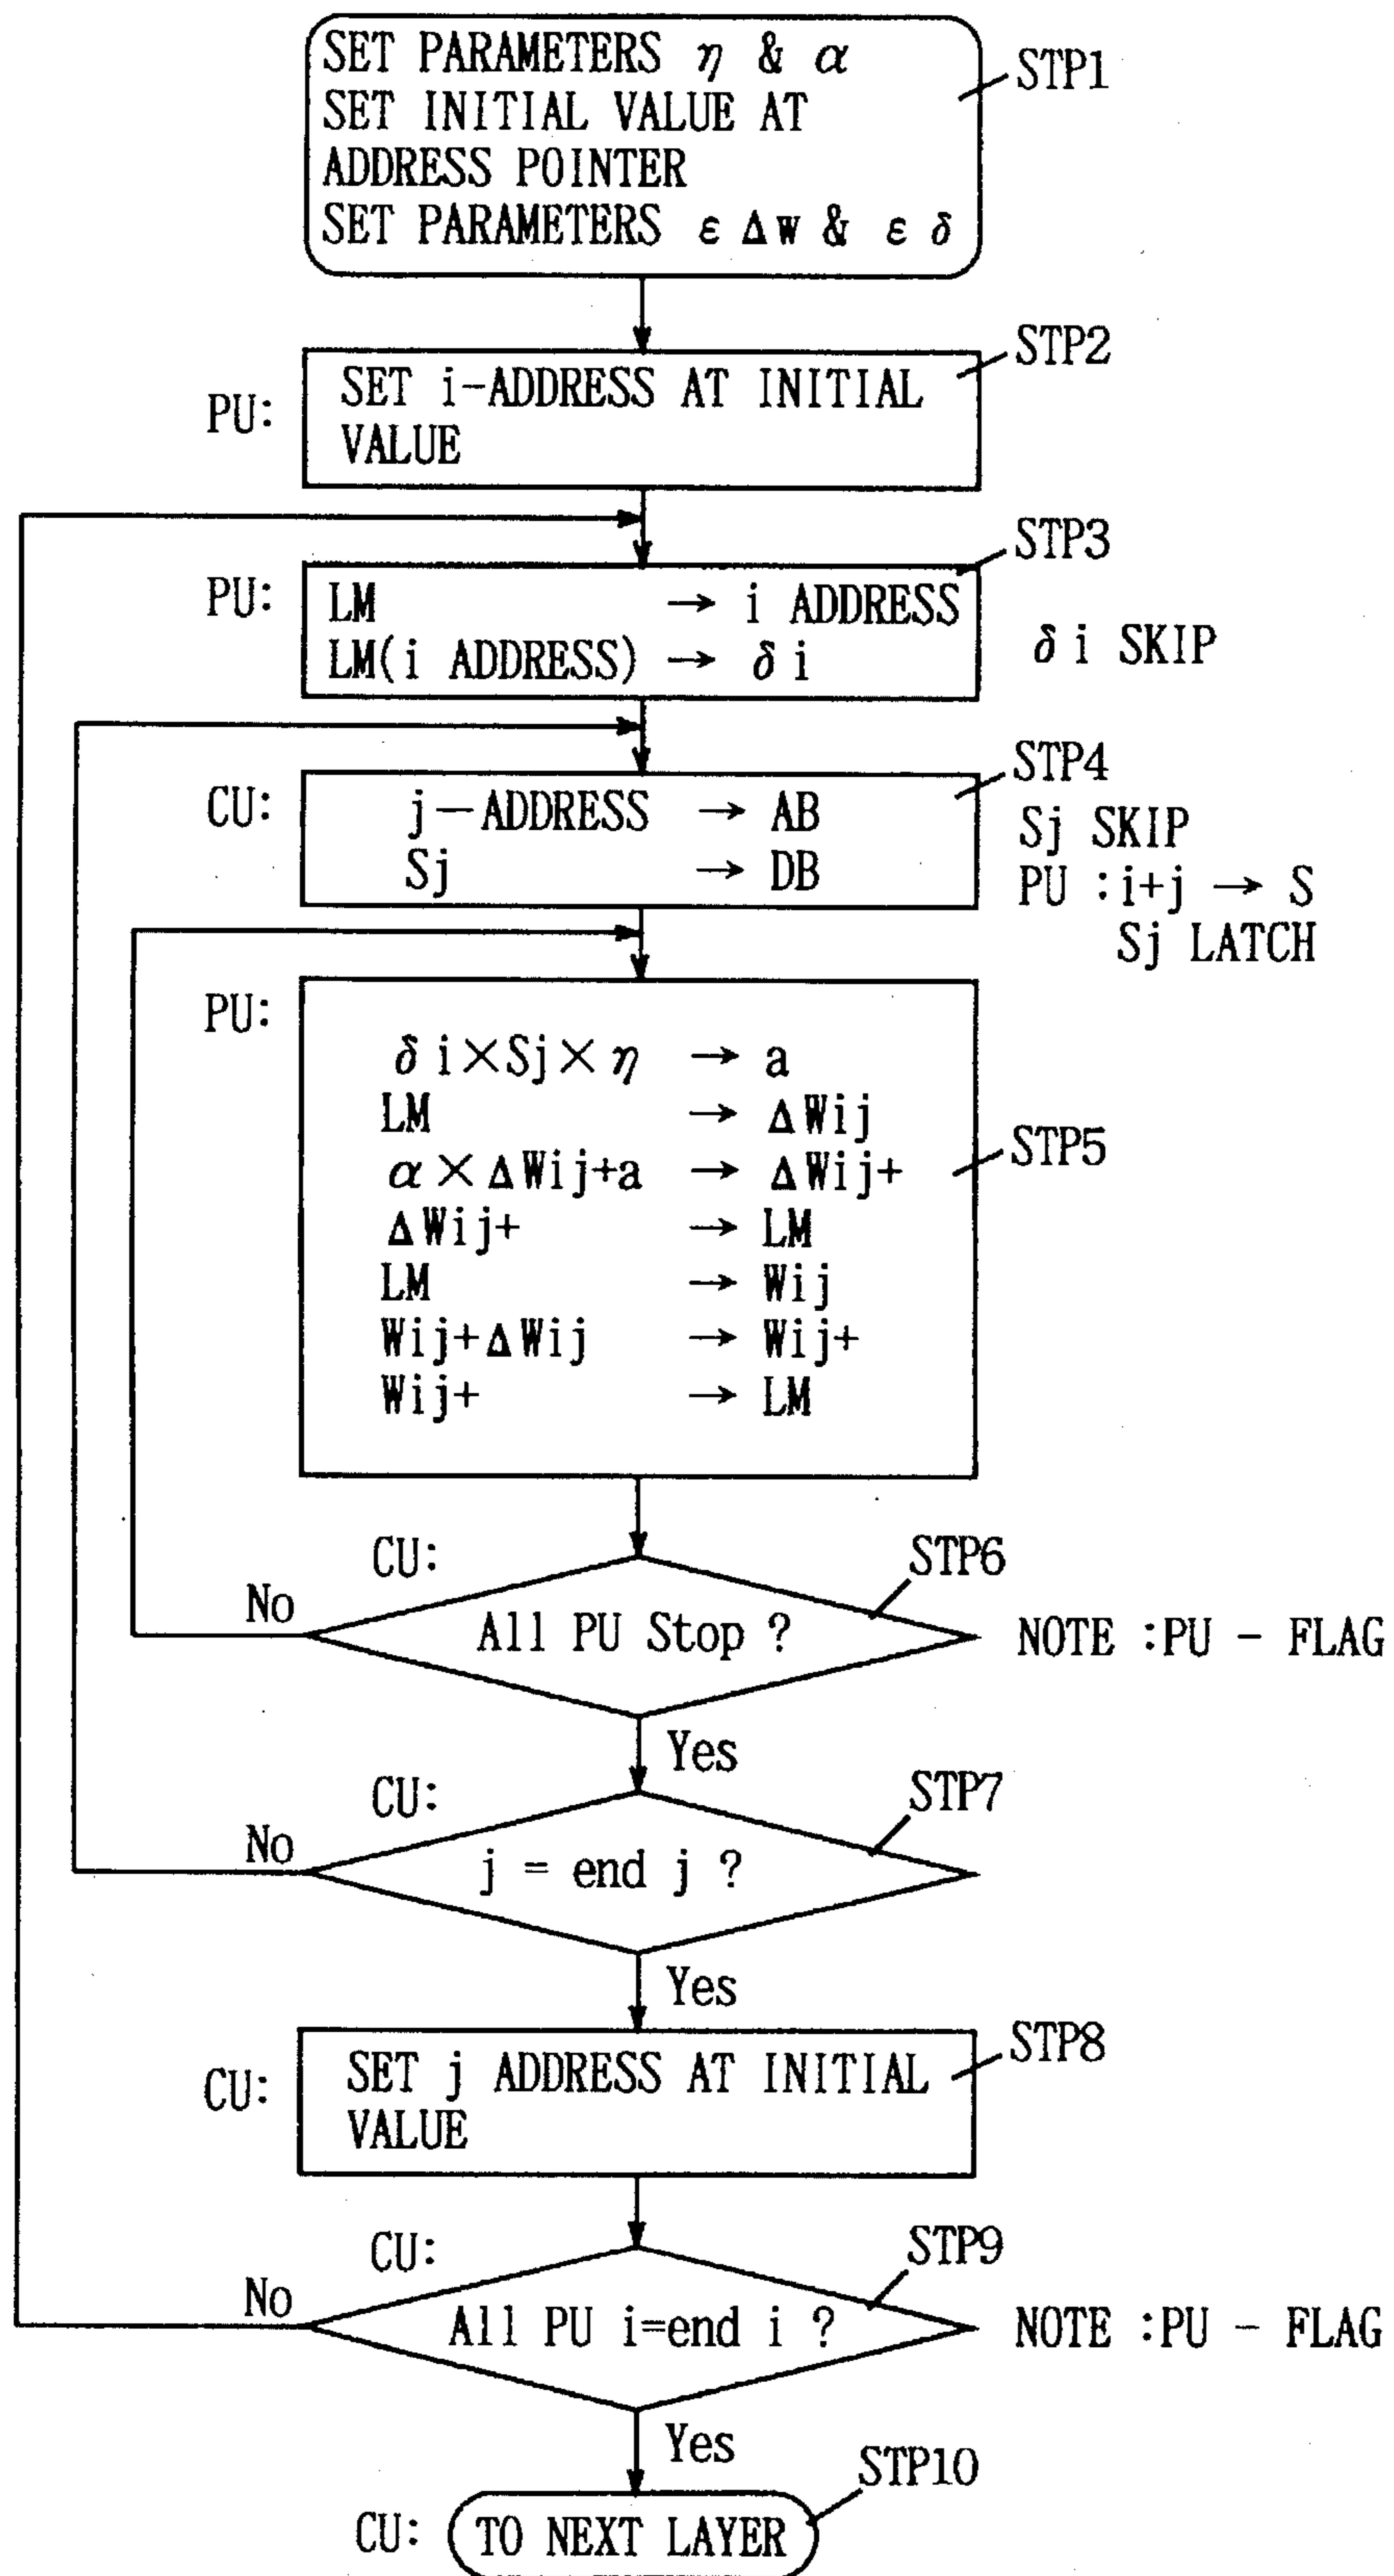 SET PARAMETERS η & α
SET INITIAL VALUE AT
ADDRESS POINTER
SET PARAMETERS ε Δw & ε δ
STP1
STP2
PU:
SET i-ADDRESS AT INITIAL
VALUE
STP3
PU:
LM → i ADDRESS
LM(i ADDRESS) → δ i
δ i SKIP
STP4
CU:
j-ADDRESS → AB
Sj → DB
Sj SKIP
PU :i+j → S
Sj LATCH
PU:
δ i×Sj×η → a
LM → ΔWij
α×ΔWij+a → ΔWij+
ΔWij+ → LM
LM → Wij
Wij+ΔWij → Wij+
Wij+ → LM
STP5
CU:
STP6
No
All PU Stop ?
NOTE :PU - FLAG
Yes
CU:
STP7
No
j = end j ?
Yes
STP8
CU:
SET j ADDRESS AT INITIAL
VALUE
CU:
STP9
No
All PU i=end i ?
NOTE :PU - FLAG
Yes
STP10
CU:
TO NEXT LAYER